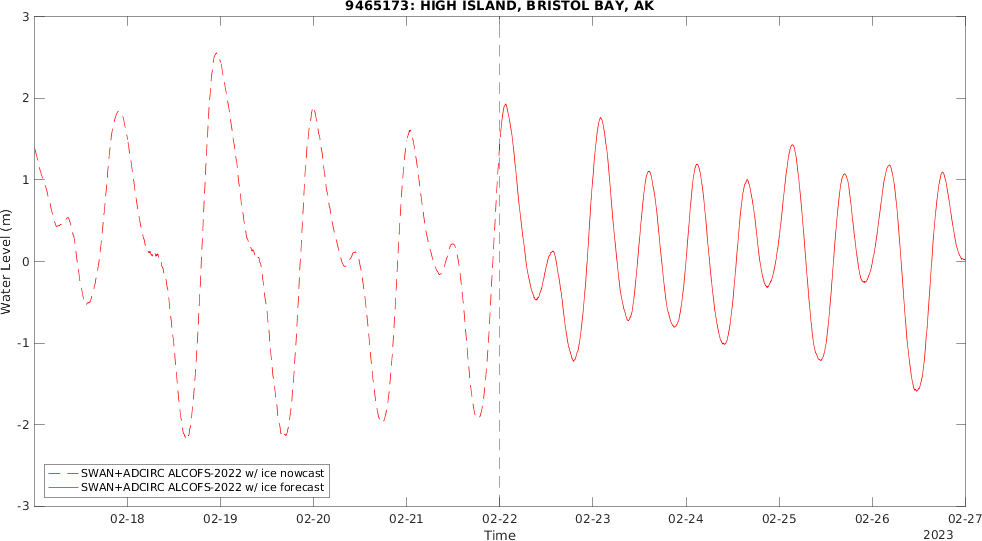 9465173: HIGH ISLAND, BRISTOL BAY, AK
Water Level (m)
3
2
1
0
-1
-2
-3
SWAN+ADCIRC ALCOFS-2022 w/ ice nowcast
SWAN+ADCIRC ALCOFS-2022 w/ ice forecast
02-18 02-19 02-20 02-21 02-22 02-23 02-24 02-25 02-26 02-27
Time
2023